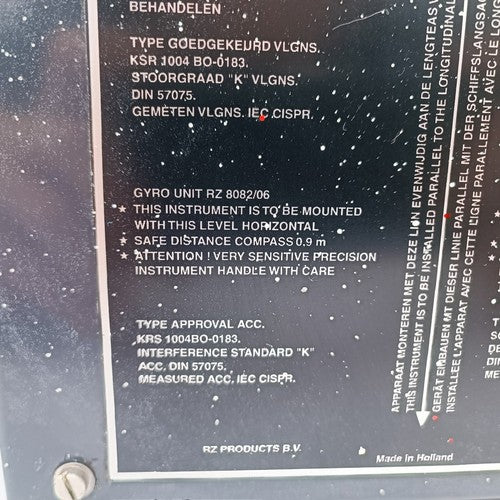 BEHANDELEN
TYPE GOEDGEKEURD VLGNS.
KSR 1004 BO-0183.
STOORGRAAD "K" VLGNS.
DIN 57075.
GEMETEN VLGNS. IEC CISPR.
GYRO UNIT RZ 8082/06
★ THIS INSTRUMENT IS TO BE MOUNTED
WITH THIS LEVEL HORIZONTAL
★ SAFE DISTANCE COMPASS 0.9 m
★ ATTENTION ! VERY SENSITIVE PRECISION
INSTRUMENT HANDLE WITH CARE
TYPE APPROVAL ACC.
KRS 1004BO-0183.
INTERFERENCE STANDARD "K"
ACC. DIN 57075.
MEASURED ACC. IEC CISPR.
RZ PRODUCTS B.V.
APPARAAT MONTEREN MET DEZE LIJN EVENWIJDIG AAN DE LENGTEAS
THIS INSTRUMENT IS TO BE INSTALLED PARALLEL TO THE LONGITUDINAL
GERÄT EINBAUEN MIT DIESER LINIE PARALLEL MIT DER SCHIFFSLÄNGSA
INSTALLEZ L'APPARAT AVEC CETTE LIGNE PARALLEMENT AVEC L'E LONG
Made in Holland